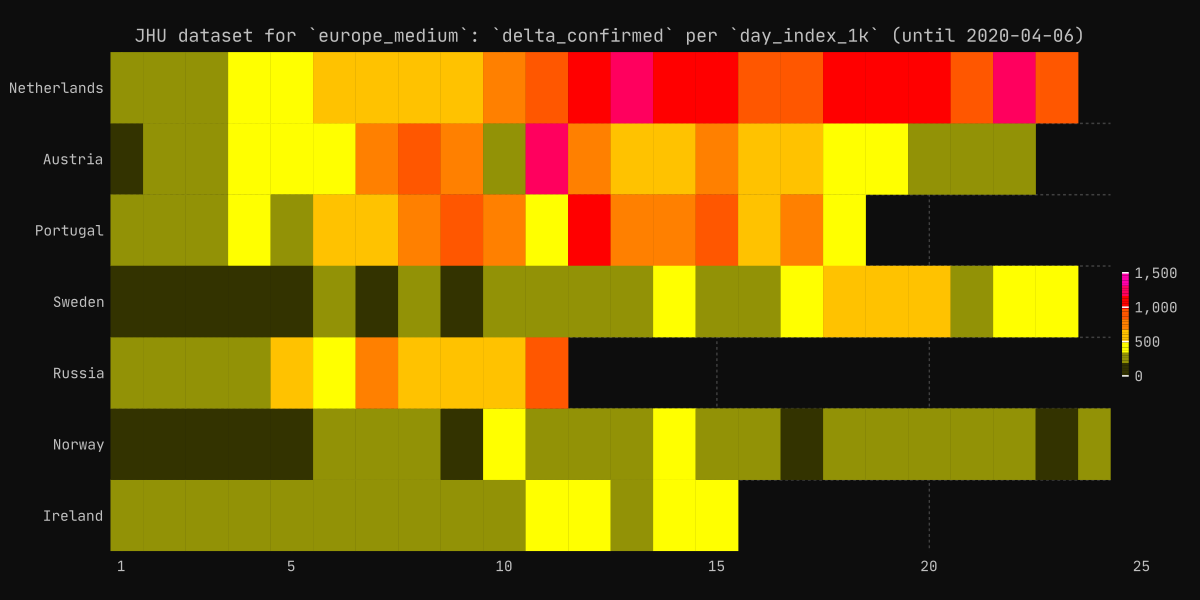 JHU dataset for `europe_medium`: `delta_confirmed` per `day_index_1k` (until 2020-04-06)
Netherlands
Austria
Portugal
Sweden
Russia
Norway
Ireland
1,500
1,000
500
0
1 5 10 15 20 25